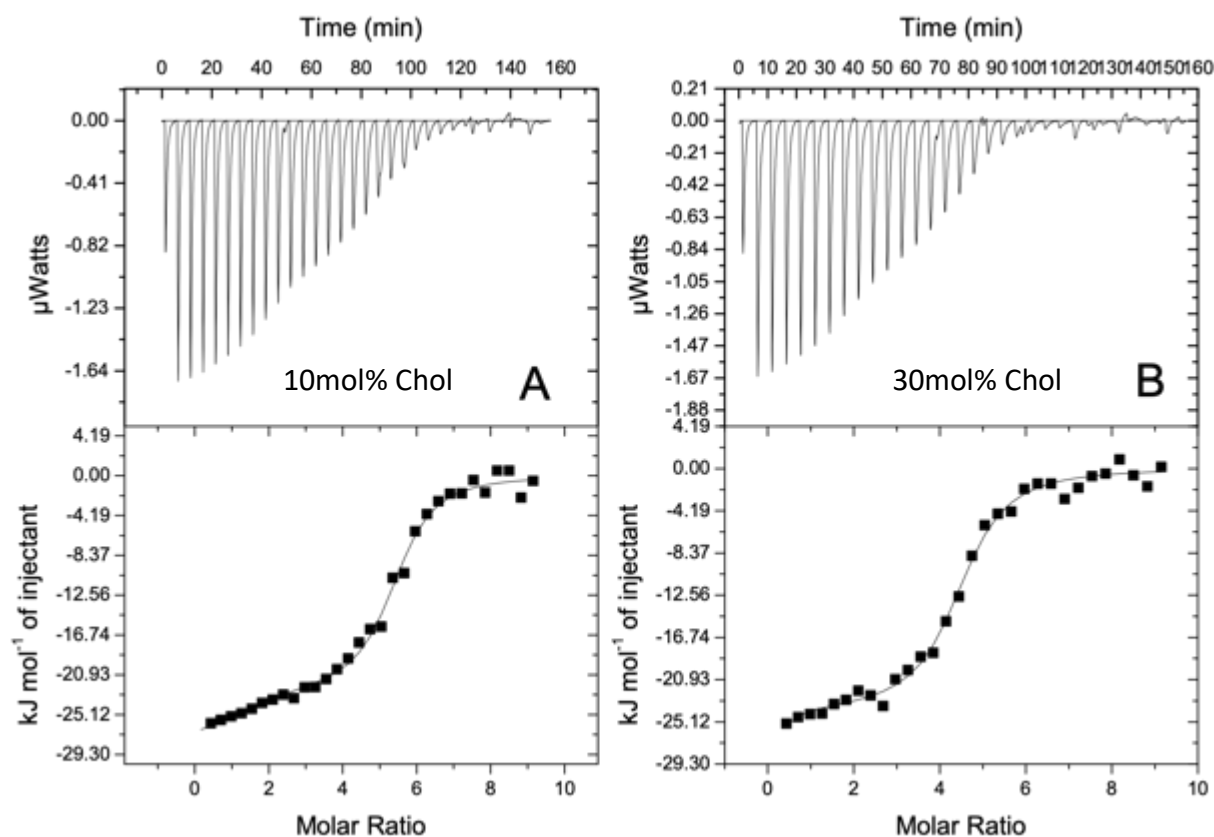 Time (min)
0 20 40 60 80 100 120 140 160
0.00
-0.41
-0.82
-1.23
-1.64
µWatts
10mol% Chol
A
4.19
0.00
-4.19
-8.37
-12.56
-16.74
-20.93
-25.12
-29.30
kJ mol⁻¹ of injectant
0 2 4 6 8 10
Molar Ratio
Time (min)
0 10 20 30 40 50 60 70 80 90 100 110 120 130 140 150 160
0.21
0.00
-0.21
-0.42
-0.63
-0.84
-1.05
-1.26
-1.47
-1.67
-1.88
µWatts
30mol% Chol
B
4.19
0.00
-4.19
-8.37
-12.56
-16.74
-20.93
-25.12
-29.30
kJ mol⁻¹ of injectant
0 2 4 6 8 10
Molar Ratio